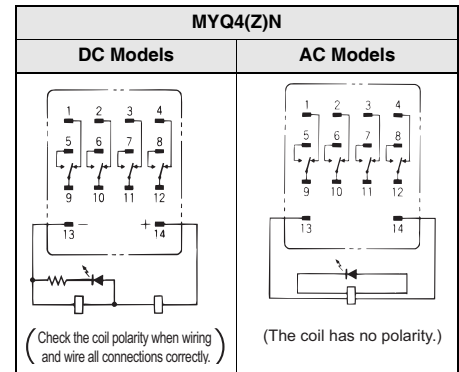 MYQ4(Z)N
DC Models AC Models
1 2 3 4
5 6 7 8
9 10 11 12
13 − + 14
(Check the coil polarity when wiring
and wire all connections correctly.)
1 2 3 4
5 6 7 8
9 10 11 12
13 14
(The coil has no polarity.)